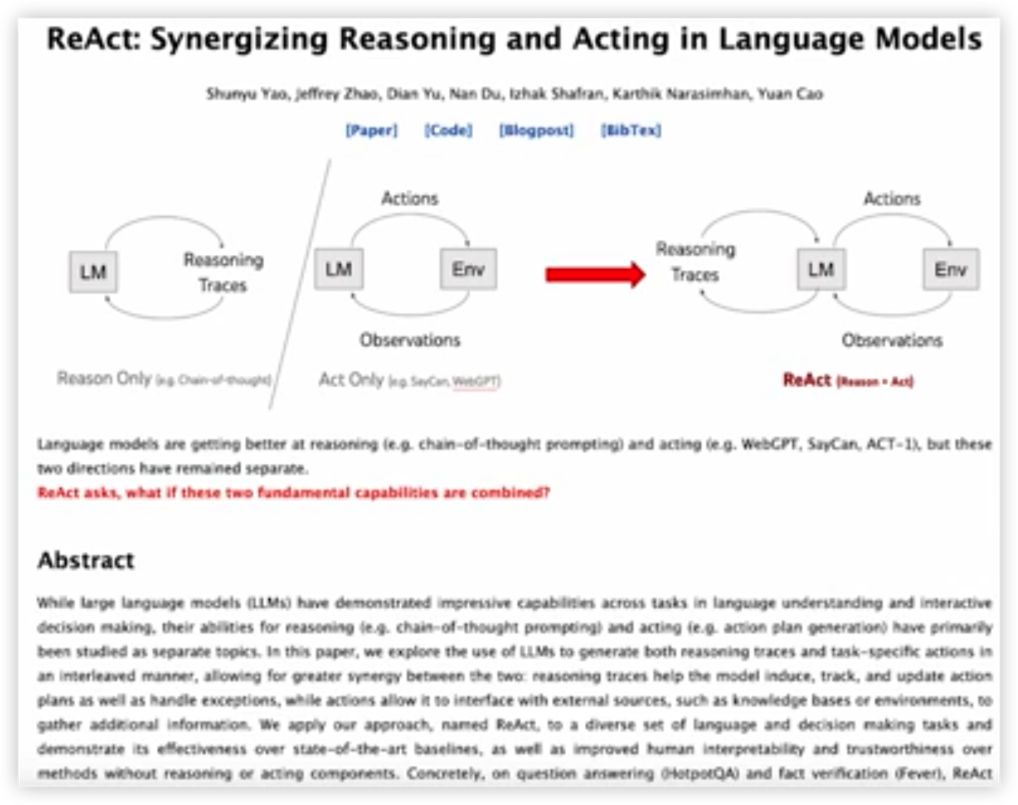 ReAct: Synergizing Reasoning and Acting in Language Models
Shunyu Yao, Jeffrey Zhao, Dian Yu, Nan Du, Izhak Shafran, Karthik Narasimhan, Yuan Cao
[Paper] [Code] [Blogpost] [BibTex]
LM
Reasoning
Traces
Reason Only (e.g. Chain-of-thought)
Actions
LM
Env
Observations
Act Only (e.g. SayCan, WebGPT)
Reasoning
Traces
Actions
LM
Env
Observations
ReAct (Reason + Act)
Language models are getting better at reasoning (e.g. chain-of-thought prompting) and acting (e.g. WebGPT, SayCan, ACT-1), but these
two directions have remained separate.
ReAct asks, what if these two fundamental capabilities are combined?
Abstract
While large language models (LLMs) have demonstrated impressive capabilities across tasks in language understanding and interactive
decision making, their abilities for reasoning (e.g. chain-of-thought prompting) and acting (e.g. action plan generation) have primarily
been studied as separate topics. In this paper, we explore the use of LLMs to generate both reasoning traces and task-specific actions in
an interleaved manner, allowing for greater synergy between the two: reasoning traces help the model induce, track, and update action
plans as well as handle exceptions, while actions allow it to interface with external sources, such as knowledge bases or environments, to
gather additional information. We apply our approach, named ReAct, to a diverse set of language and decision making tasks and
demonstrate its effectiveness over state-of-the-art baselines, as well as improved human interpretability and trustworthiness over
methods without reasoning or acting components. Concretely, on question answering (HotpotQA) and fact verification (Fever), ReAct